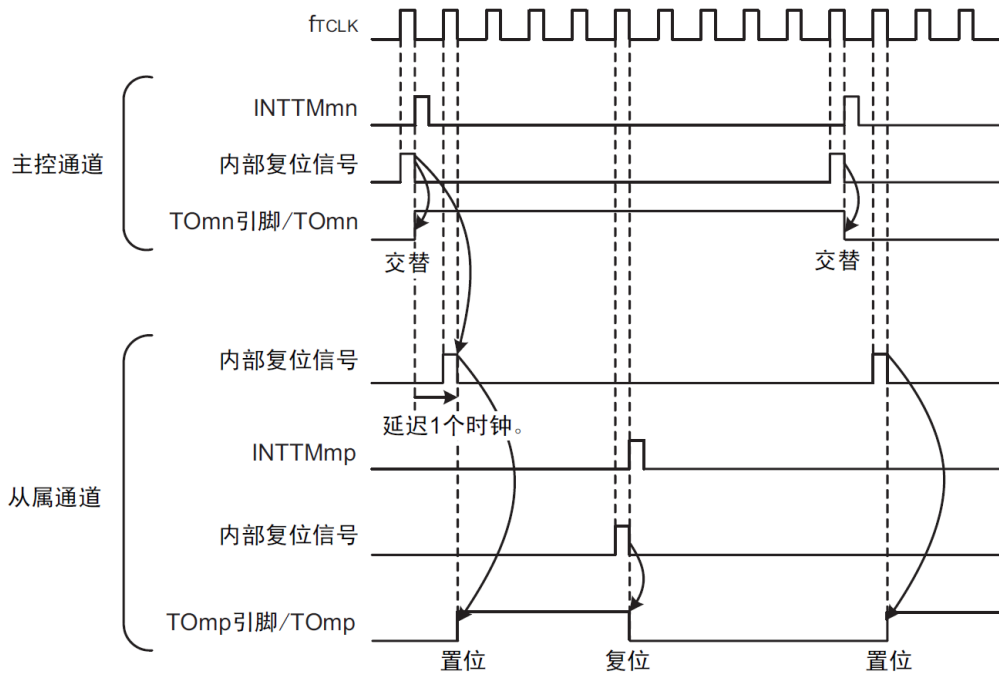 fTCLK
INTTMmn
内部复位信号
主控通道
TOmn引脚/TOmn
交替
交替
内部复位信号
延迟1个时钟。
INTTMmp
从属通道
内部复位信号
TOmp引脚/TOmp
置位
复位
置位